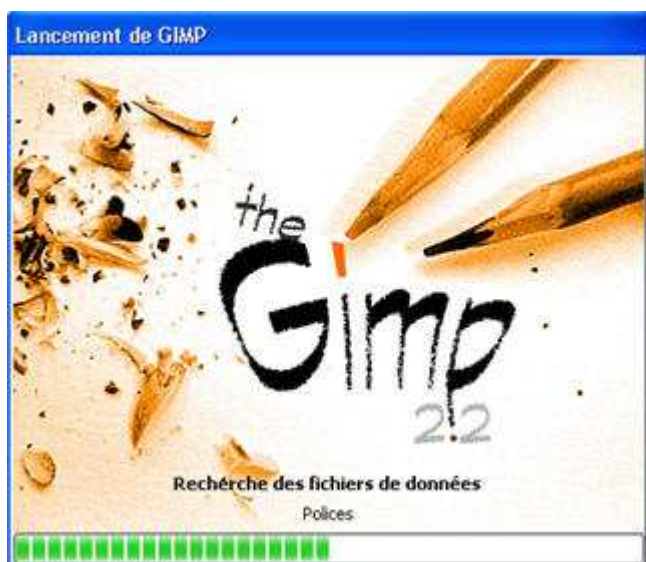 Lancement de GIMP
the
Gimp
2.2
Recherche des fichiers de données
Polices